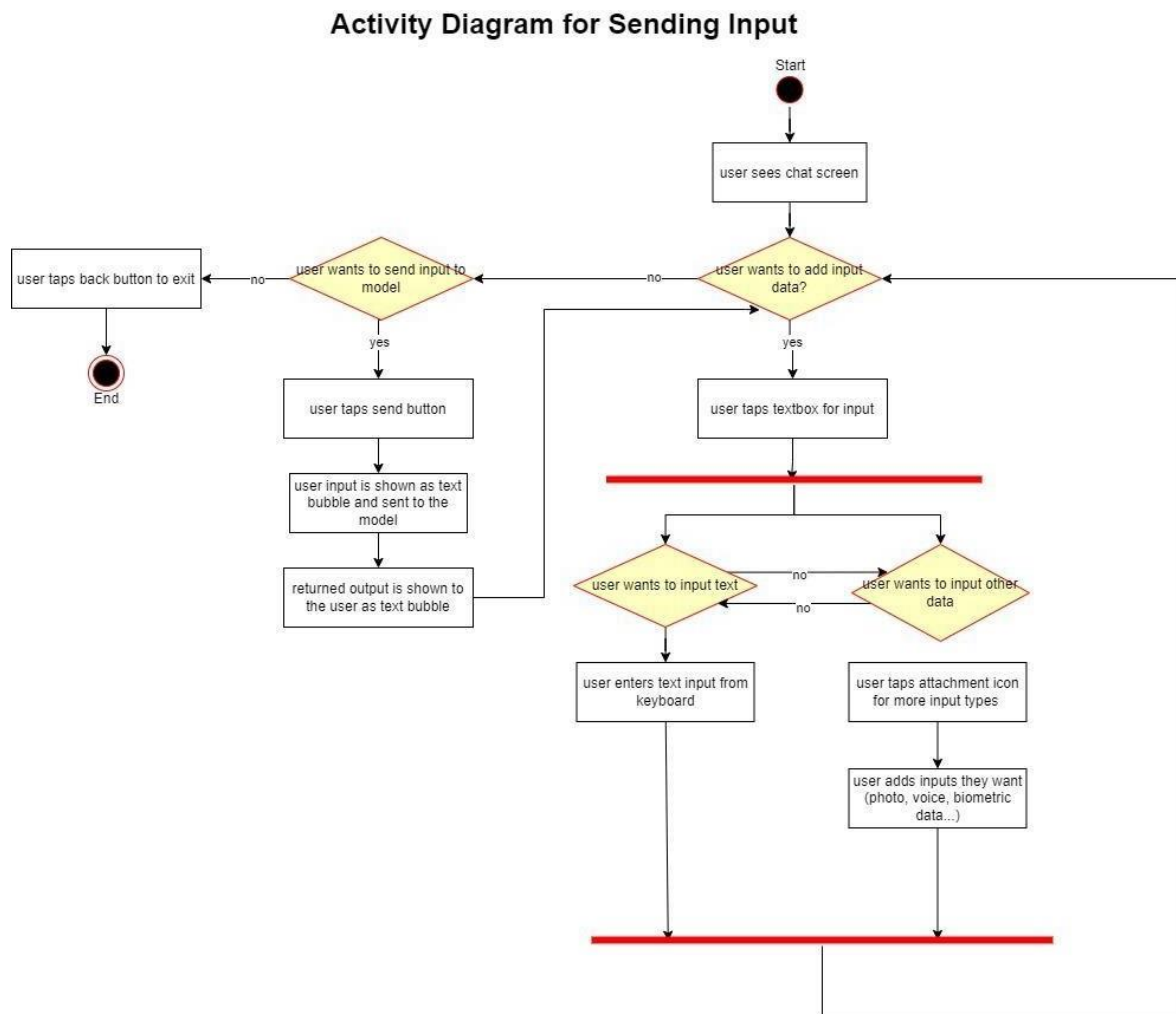 Activity Diagram for Sending Input
Start
user sees chat screen
user wants to add input
data?
no
yes
user wants to send input to
model
no
yes
user taps back button to exit
End
user taps send button
user input is shown as text
bubble and sent to the
model
returned output is shown to
the user as text bubble
user taps textbox for input
user wants to input text
no
no
user wants to input other
data
user enters text input from
keyboard
user taps attachment icon
for more input types
user adds inputs they want
(photo, voice, biometric
data...)